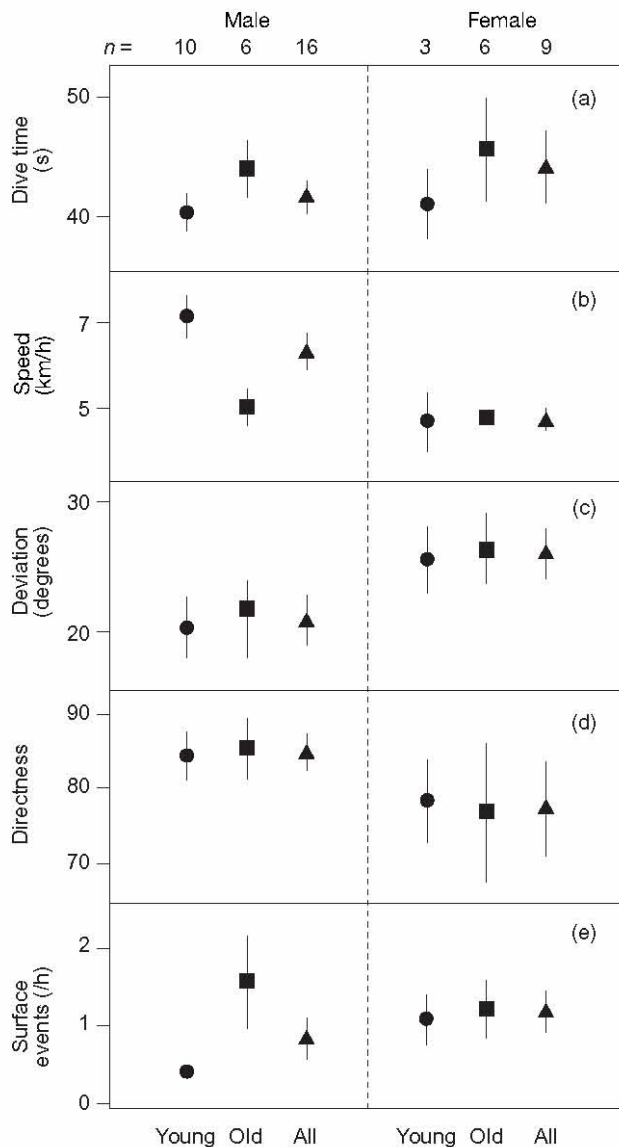 Male Female
n = 10 6 16 3 6 9
(a)
Dive time
(s)
50
40
(b)
Speed
(km/h)
7
5
(c)
Deviation
(degrees)
30
20
(d)
Directness
90
80
70
(e)
Surface
events (/h)
2
1
0
Young Old All Young Old All